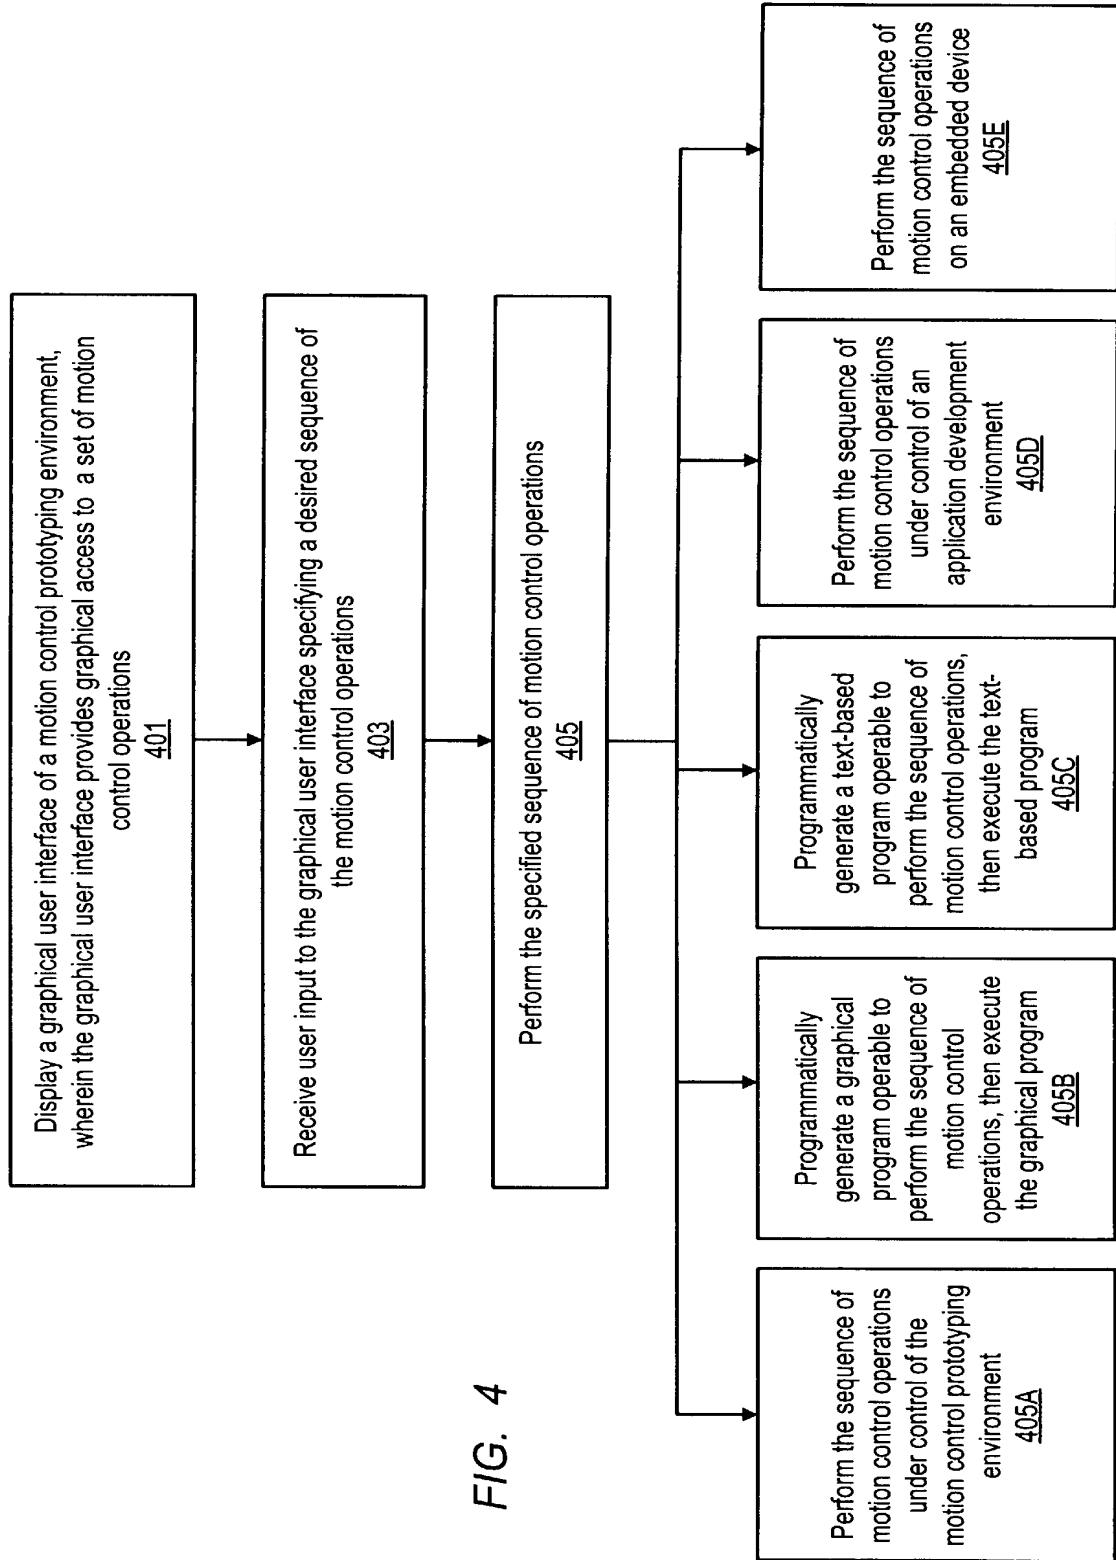 Display a graphical user interface of a motion control prototyping environment,
wherein the graphical user interface provides graphical access to a set of motion
control operations
401
Receive user input to the graphical user interface specifying a desired sequence of
the motion control operations
403
Perform the specified sequence of motion control operations
405
Perform the sequence of
motion control operations
under control of the
motion control prototyping
environment
405A
Programmatically
generate a graphical
program operable to
perform the sequence of
motion control
operations, then execute
the graphical program
405B
Programmatically
generate a text-based
program operable to
perform the sequence of
motion control operations,
then execute the text-
based program
405C
Perform the sequence of
motion control operations
under control of an
application development
environment
405D
Perform the sequence of
motion control operations
on an embedded device
405E
FIG. 4